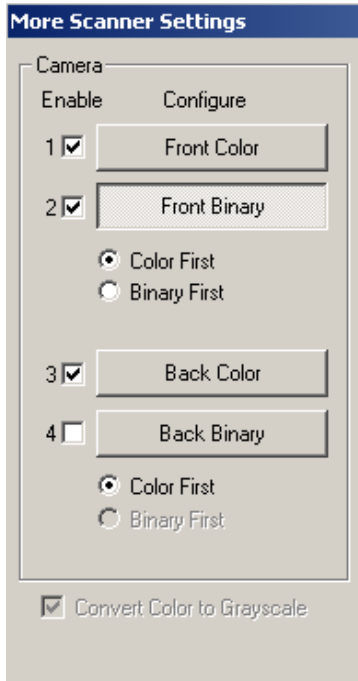 More Scanner Settings
Camera
Enable Configure
1 Front Color
2 Front Binary
Color First
Binary First
3 Back Color
4 Back Binary
Color First
Binary First
Convert Color to Grayscale